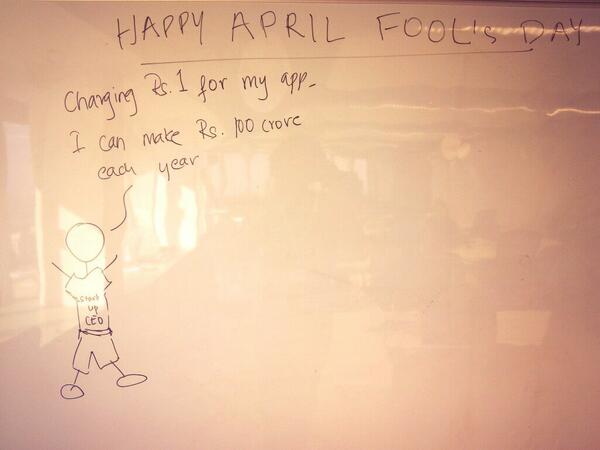 HAPPY APRIL FOOL's DAY
Charging Rs. 1 for my app_
I can make Rs. 100 crore
each year
start
up
CEO